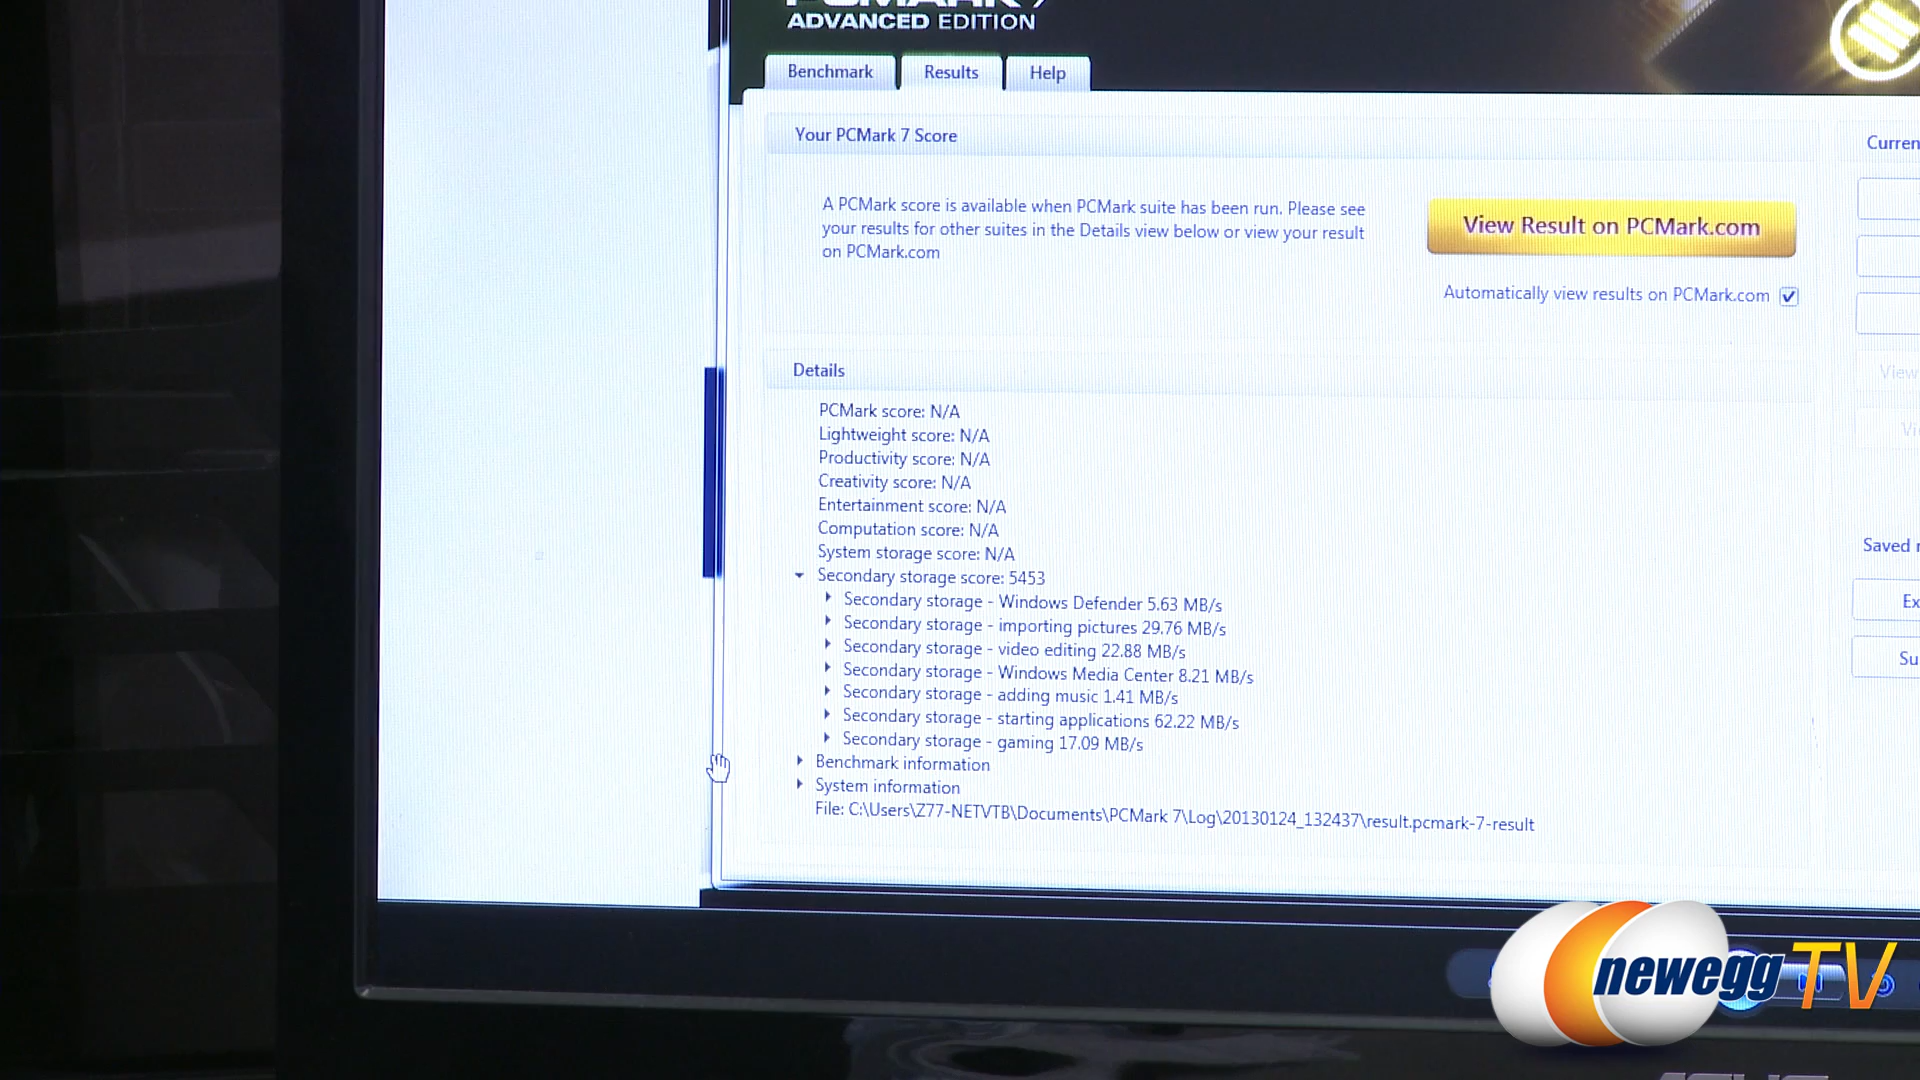 PCMARK 7
ADVANCED EDITION
Benchmark
Results
Help
Your PCMark 7 Score
A PCMark score is available when PCMark suite has been run. Please see
your results for other suites in the Details view below or view your result
on PCMark.com
View Result on PCMark.com
Automatically view results on PCMark.com
Details
PCMark score: N/A
Lightweight score: N/A
Productivity score: N/A
Creativity score: N/A
Entertainment score: N/A
Computation score: N/A
System storage score: N/A
Secondary storage score: 5453
Secondary storage - Windows Defender 5.63 MB/s
Secondary storage - importing pictures 29.76 MB/s
Secondary storage - video editing 22.88 MB/s
Secondary storage - Windows Media Center 8.21 MB/s
Secondary storage - adding music 1.41 MB/s
Secondary storage - starting applications 62.22 MB/s
Secondary storage - gaming 17.09 MB/s
Benchmark information
System information
File: C:\Users\Z77-NETVTB\Documents\PCMark 7\Log\20130124_132437\result.pcmark-7-result
Curren
View
Vi
Saved
Ex
Su
newegg TV